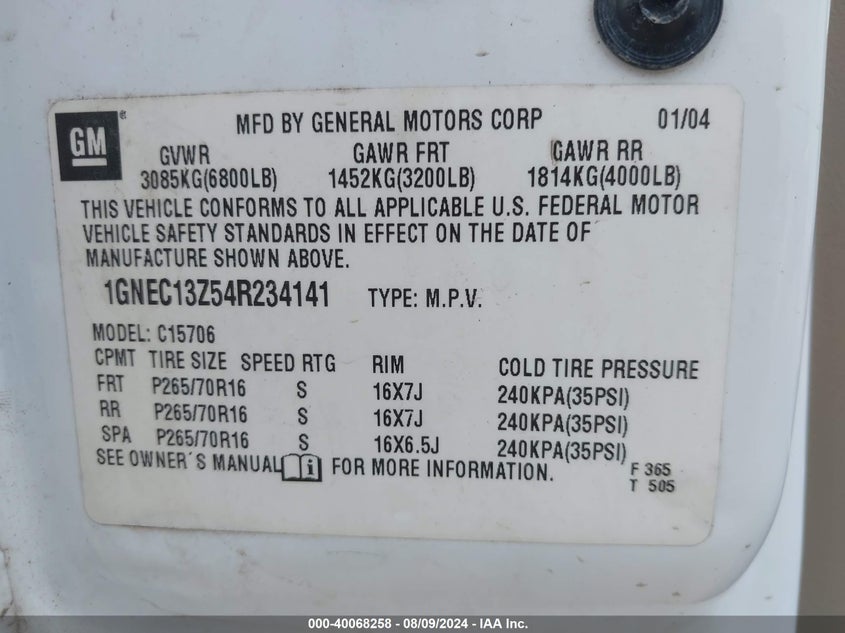 GM
MFD BY GENERAL MOTORS CORP 01/04
GVWR GAWR FRT GAWR RR
3085KG(6800LB) 1452KG(3200LB) 1814KG(4000LB)
THIS VEHICLE CONFORMS TO ALL APPLICABLE U.S. FEDERAL MOTOR
VEHICLE SAFETY STANDARDS IN EFFECT ON THE DATE OF
MANUFACTURE SHOWN ABOVE.
1GNEC13Z54R234141 TYPE: M.P.V.
MODEL: C15706
CPMT TIRE SIZE SPEED RTG RIM COLD TIRE PRESSURE
FRT P265/70R16 S 16X7J 240KPA(35PSI)
RR P265/70R16 S 16X7J 240KPA(35PSI)
SPA P265/70R16 S 16X6.5J 240KPA(35PSI)
SEE OWNER´S MANUAL i FOR MORE INFORMATION.
F 365
T 505
000-40068258 - 08/09/2024 - IAA Inc.